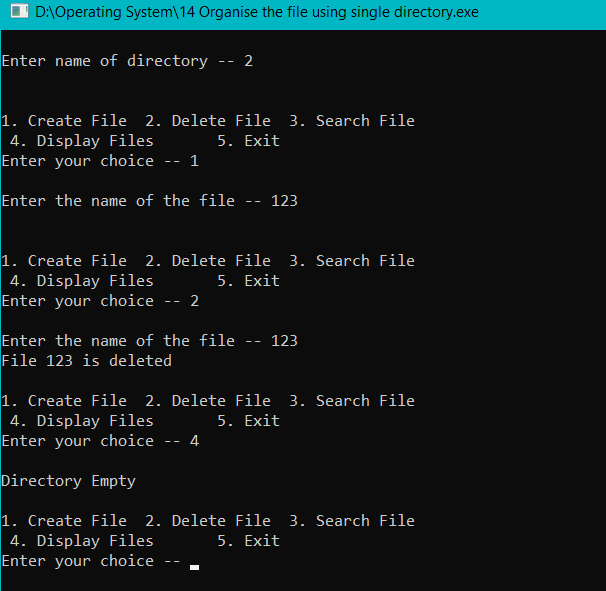 D:\Operating System\14 Organise the file using single directory.exe
Enter name of directory -- 2
1. Create File  2. Delete File  3. Search File
 4. Display Files       5. Exit
Enter your choice -- 1
Enter the name of the file -- 123
1. Create File  2. Delete File  3. Search File
 4. Display Files       5. Exit
Enter your choice -- 2
Enter the name of the file -- 123
File 123 is deleted
1. Create File  2. Delete File  3. Search File
 4. Display Files       5. Exit
Enter your choice -- 4
Directory Empty
1. Create File  2. Delete File  3. Search File
 4. Display Files       5. Exit
Enter your choice --